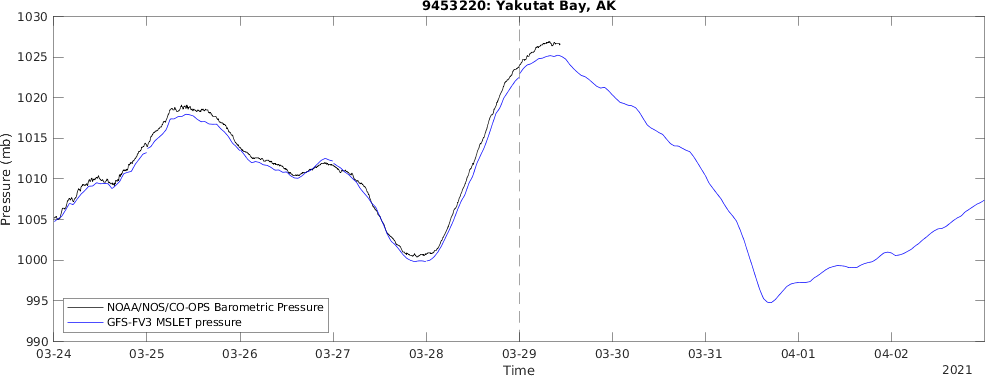 9453220: Yakutat Bay, AK
1030
1025
1020
1015
1010
1005
1000
995
990
Pressure (mb)
NOAA/NOS/CO-OPS Barometric Pressure
GFS-FV3 MSLET pressure
03-24 03-25 03-26 03-27 03-28 03-29 03-30 03-31 04-01 04-02
Time
2021